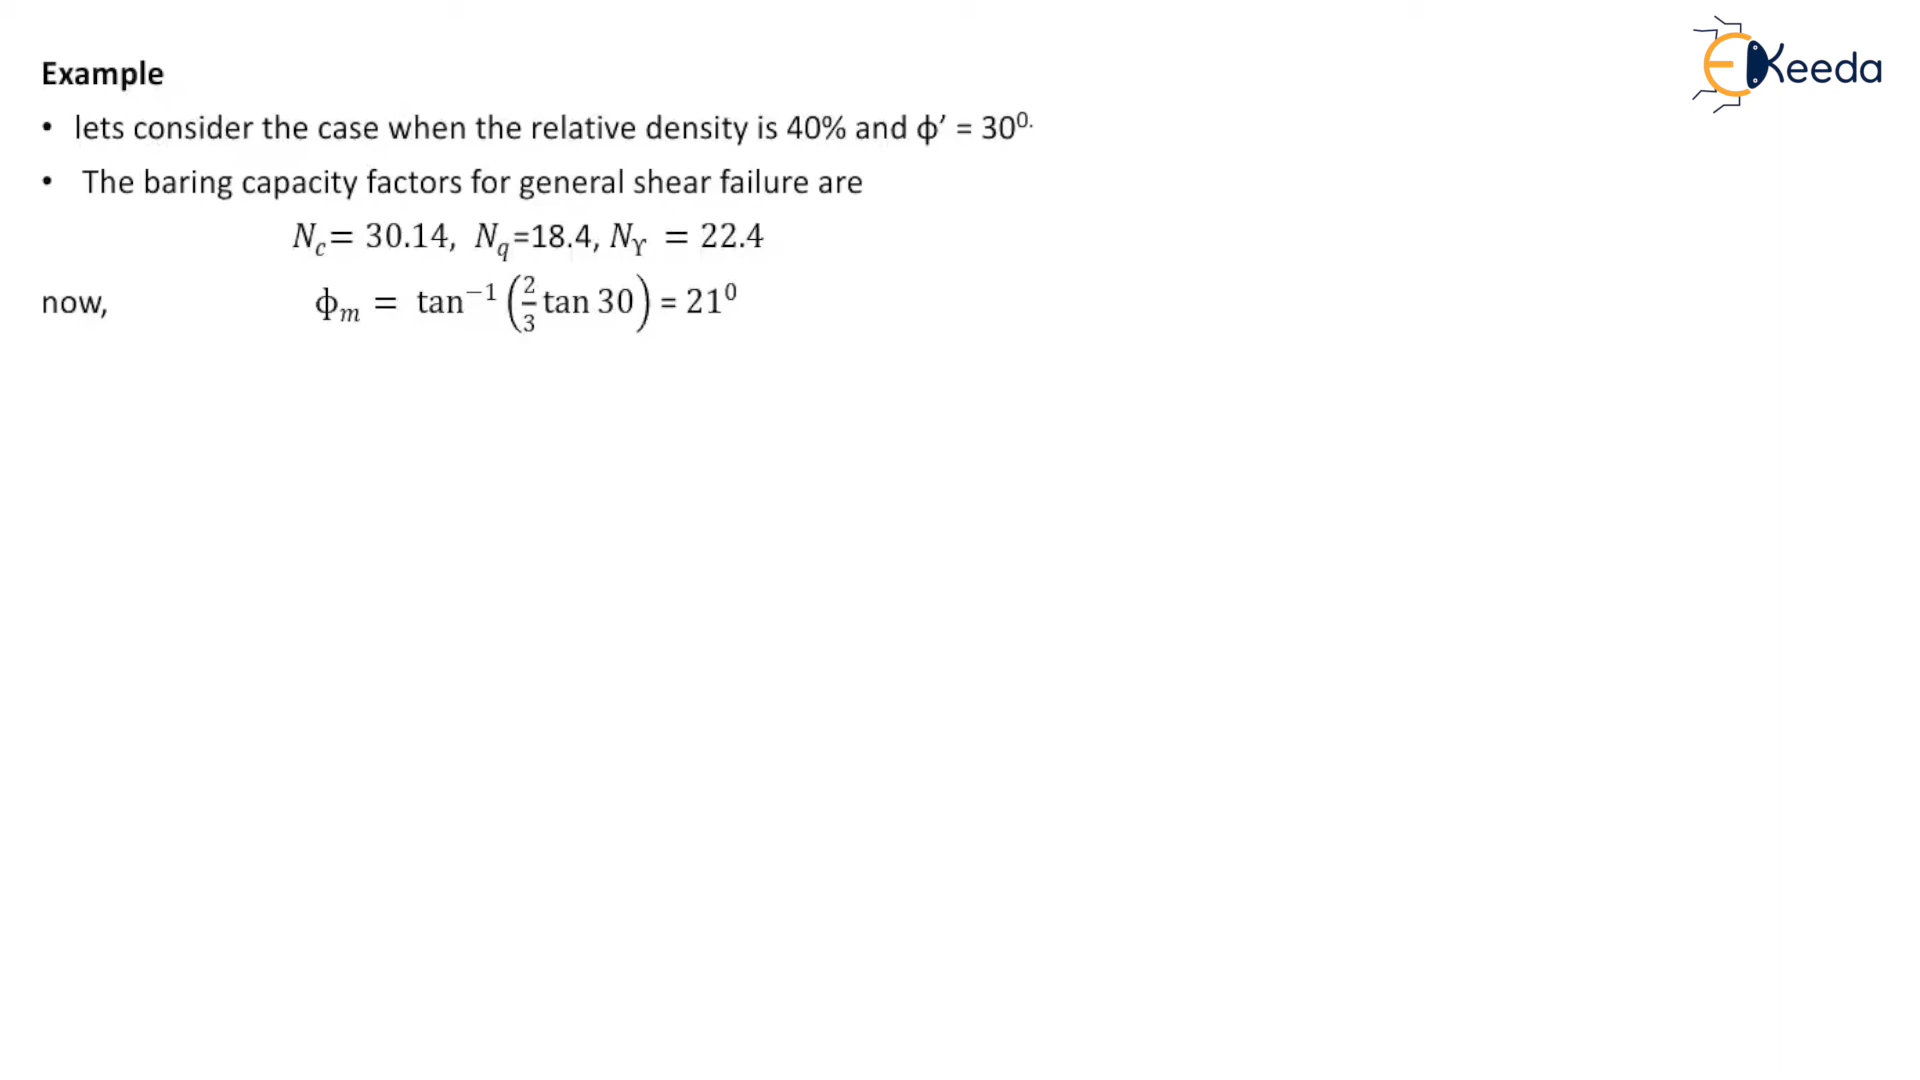 Keeda
Example
• lets consider the case when the relative density is 40% and ϕ’ = 30⁰·
• The baring capacity factors for general shear failure are
N_c= 30.14, N_q=18.4, N_ϒ = 22.4
now, ϕ_m = tan⁻¹ (2/3 tan 30) = 21⁰